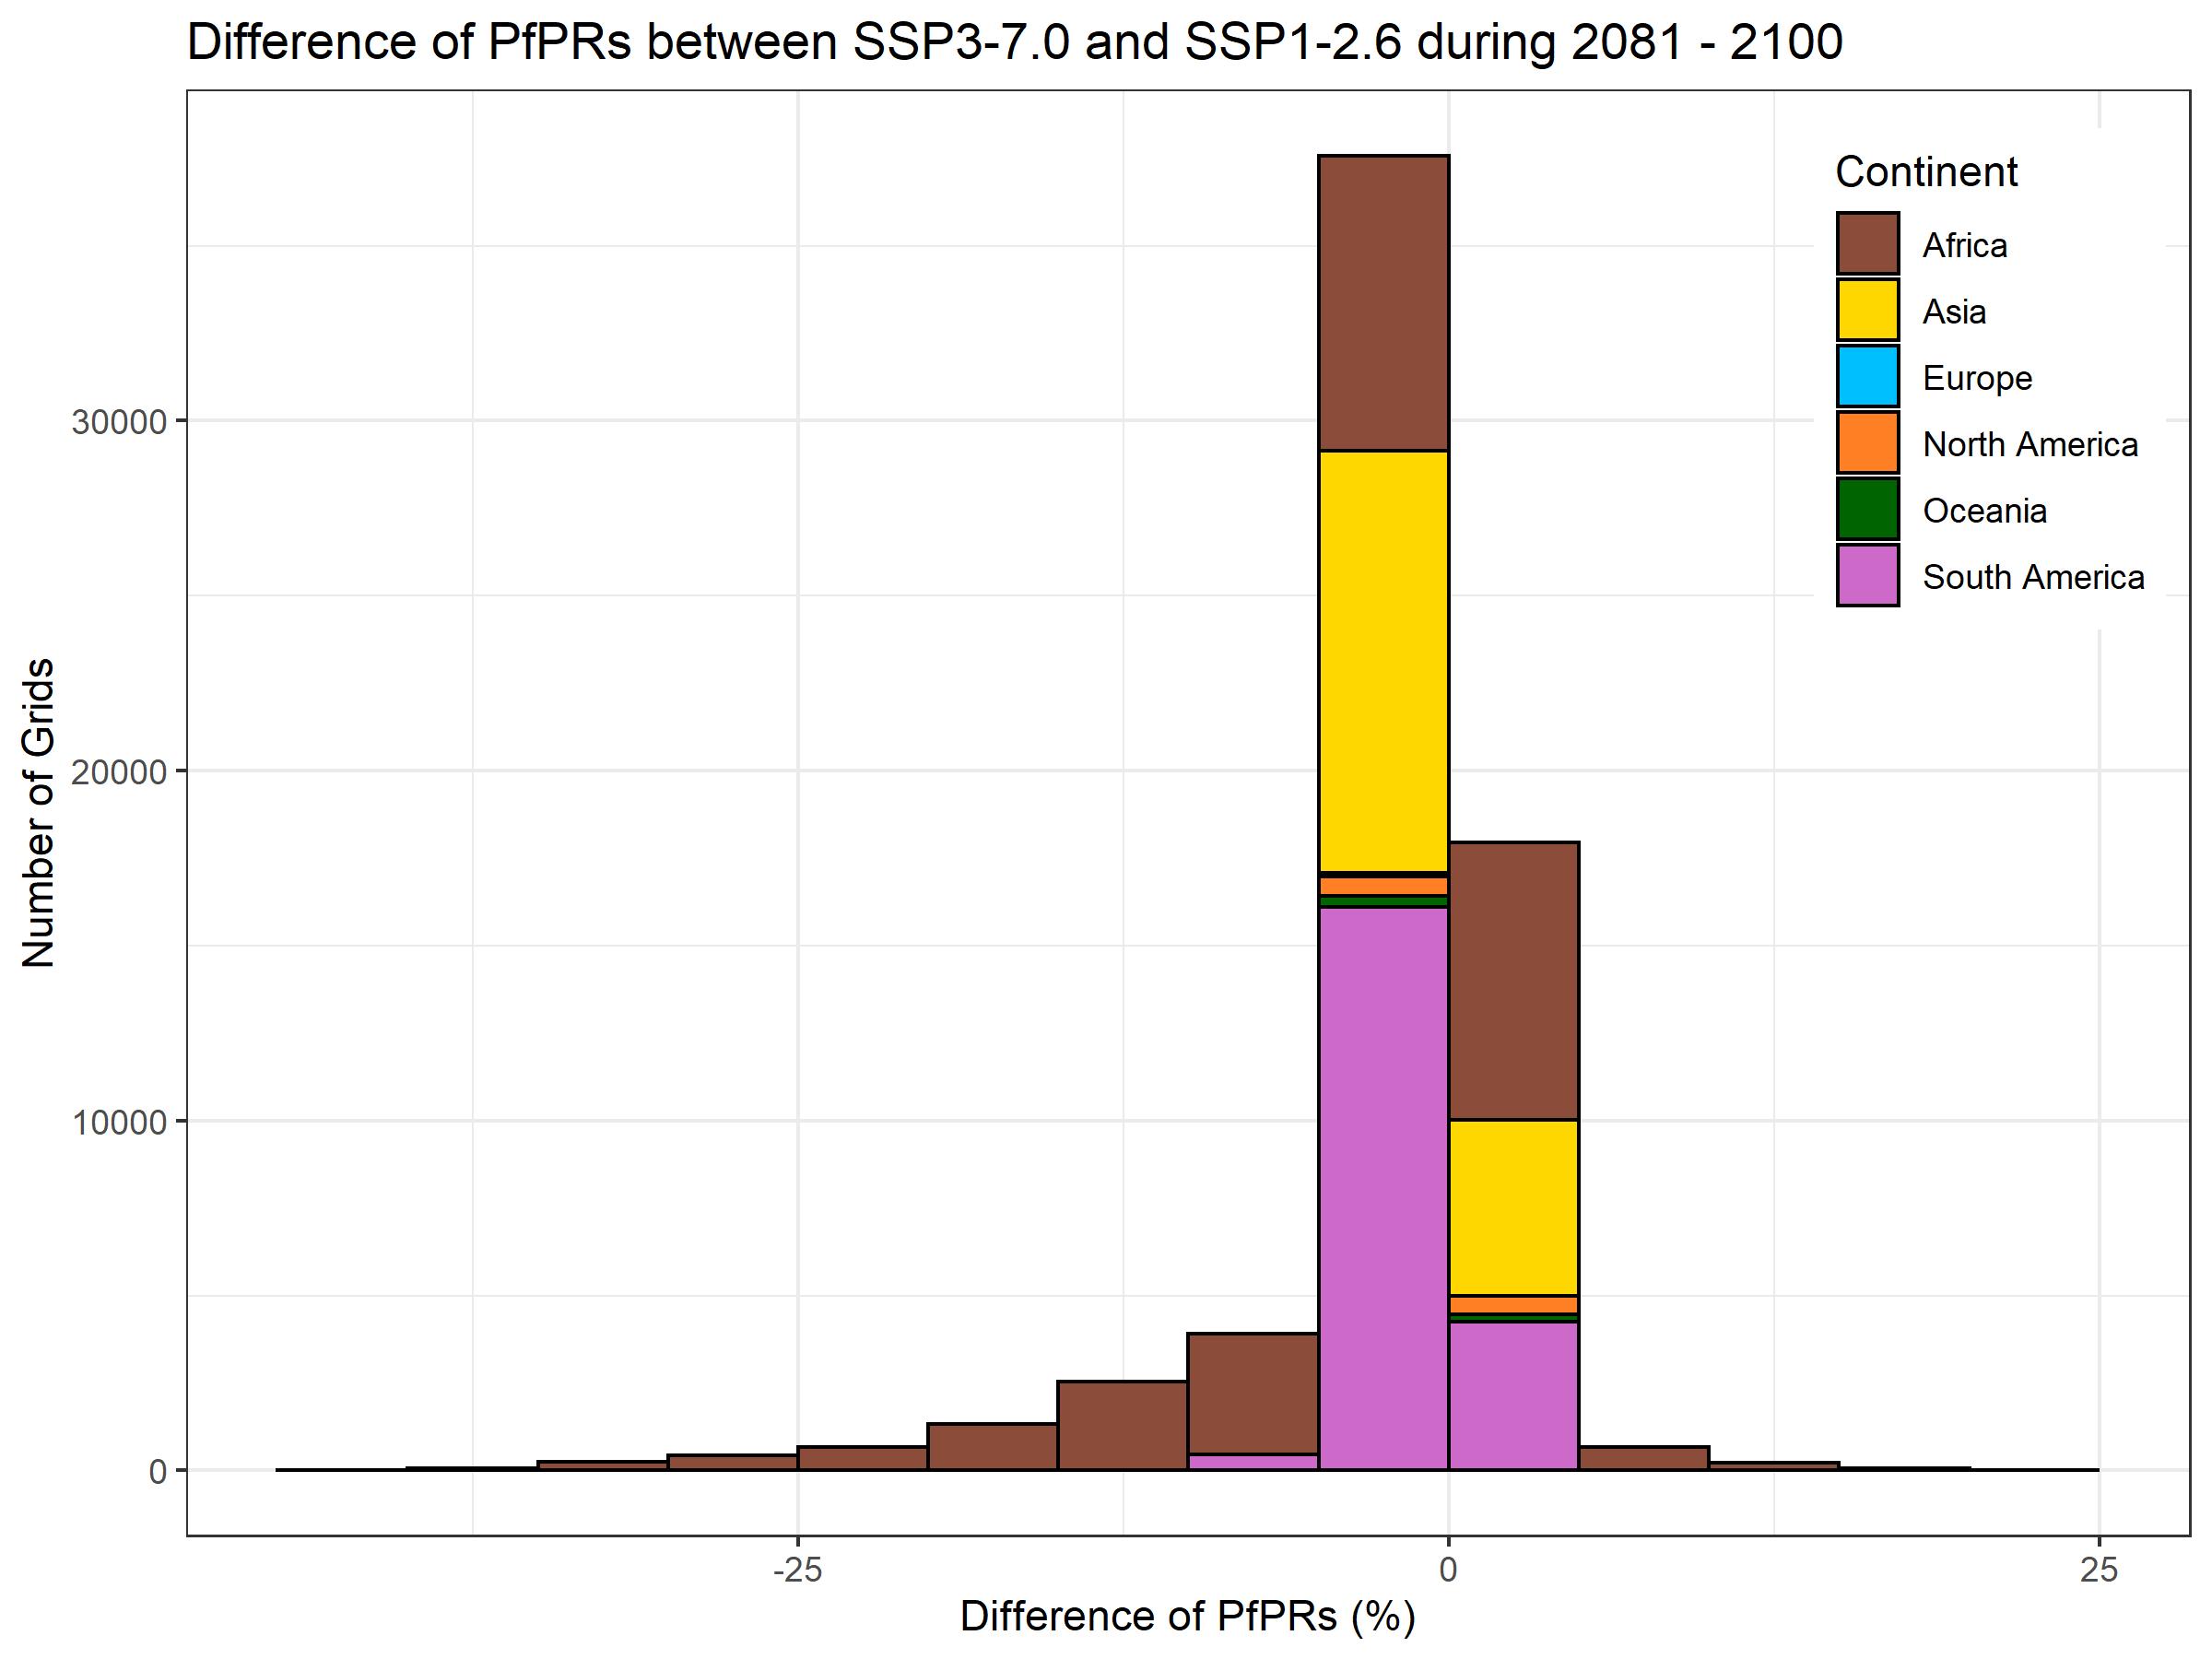 Difference of PfPRs between SSP3-7.0 and SSP1-2.6 during 2081 - 2100
Continent
Africa
Asia
Europe
North America
Oceania
South America
Number of Grids
30000
20000
10000
0
-25
0
25
Difference of PfPRs (%)